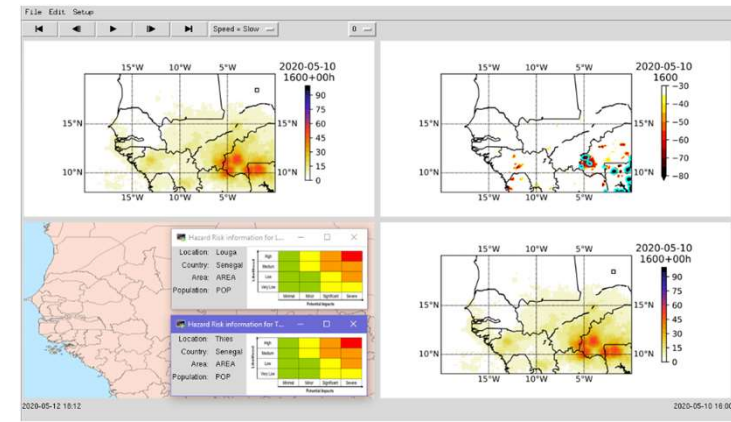 File Edit Setup
Speed = Slow
0
15°W 10°W 5°W
2020-05-10
1600+00h
90
75
60
45
30
15
0
15°N 15°N
10°N 10°N
15°W 10°W 5°W
15°W 10°W 5°W
2020-05-10
1600
−30
−40
−50
−60
−70
−80
15°N 15°N
10°N 10°N
15°W 10°W 5°W
Hazard Risk information for L...
Location: Louga
Country: Senegal
Area: AREA
Population: POP
High
Medium
Low
Very Low
Minimal Minor Significant Severe
Potential Impacts
Hazard Risk information for T...
Location: Thies
Country: Senegal
Area: AREA
Population: POP
High
Medium
Low
Very Low
Minimal Minor Significant Severe
Potential Impacts
15°W 10°W 5°W
2020-05-10
1600+00h
90
75
60
45
30
15
0
15°N 15°N
10°N 10°N
15°W 10°W 5°W
2020-05-12 18:12
2020-05-10 16:00